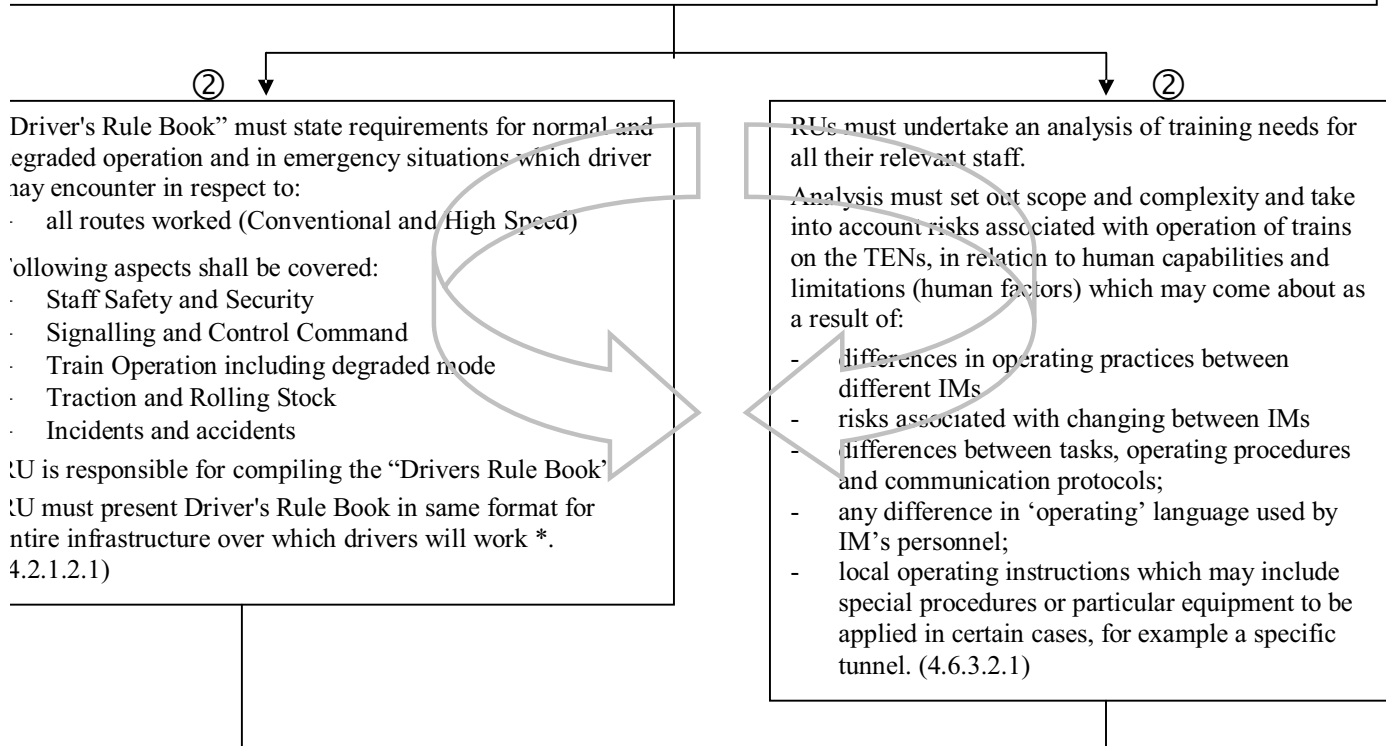 ②
Driver's Rule Book” must state requirements for normal and
egraded operation and in emergency situations which driver
may encounter in respect to:
· all routes worked (Conventional and High Speed)
ollowing aspects shall be covered:
· Staff Safety and Security
· Signalling and Control Command
· Train Operation including degraded mode
· Traction and Rolling Stock
· Incidents and accidents
RU is responsible for compiling the “Drivers Rule Book”
RU must present Driver's Rule Book in same format for
ntire infrastructure over which drivers will work *.
4.2.1.2.1)
②
RUs must undertake an analysis of training needs for
all their relevant staff.
Analysis must set out scope and complexity and take
into account risks associated with operation of trains
on the TENs, in relation to human capabilities and
limitations (human factors) which may come about as
a result of:
- differences in operating practices between
different IMs
- risks associated with changing between IMs
- differences between tasks, operating procedures
and communication protocols;
- any difference in ‘operating’ language used by
IM’s personnel;
- local operating instructions which may include
special procedures or particular equipment to be
applied in certain cases, for example a specific
tunnel. (4.6.3.2.1)